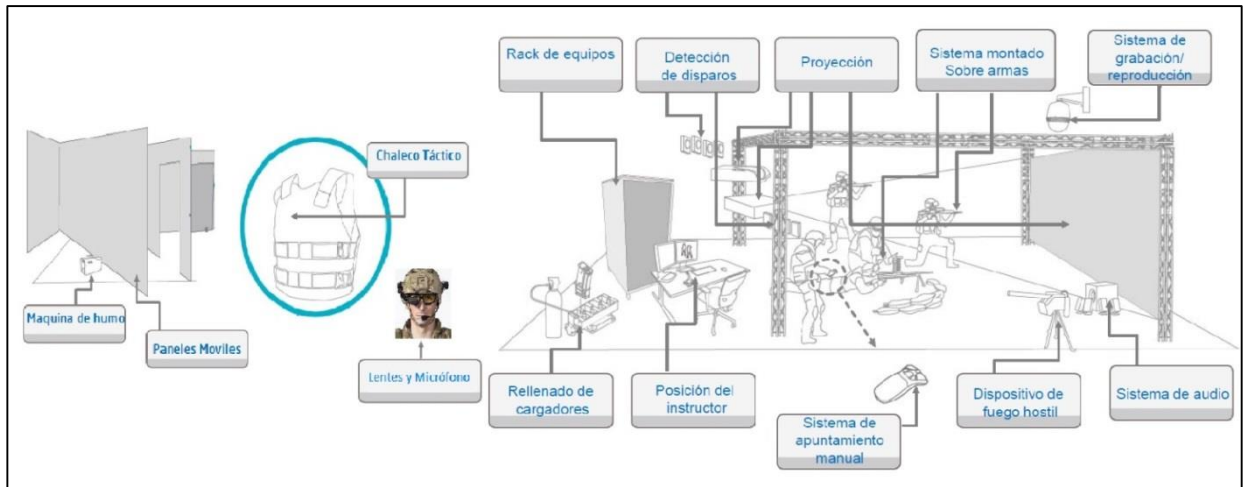 Rack de equipos
Detección
de disparos
Proyección
Sistema montado
Sobre armas
Sistema de
grabación/
reproducción
Chaleco Táctico
Maquina de humo
Paneles Moviles
Lentes y Micrófono
Rellenado de
cargadores
Posición del
instructor
Sistema de
apuntamiento
manual
Dispositivo de
fuego hostil
Sistema de audio